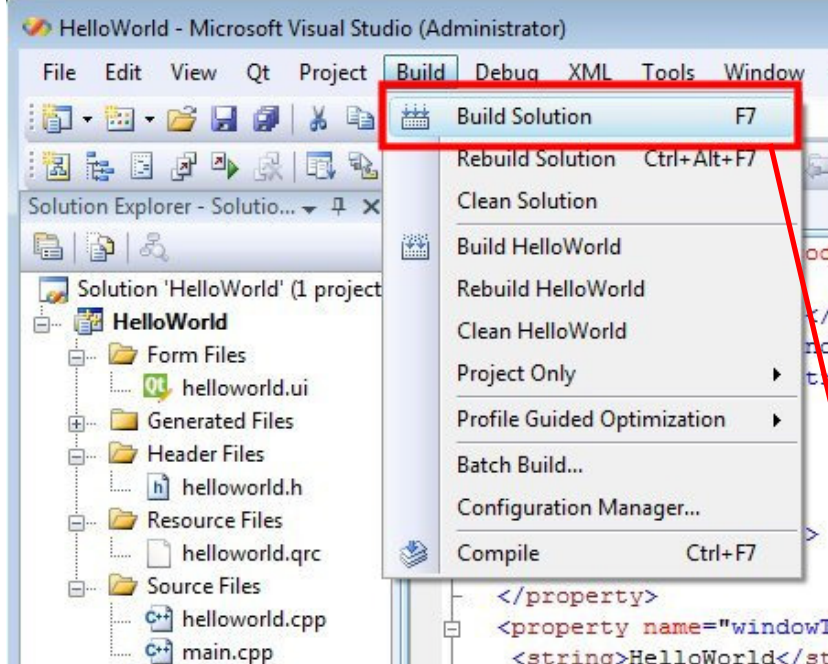 HelloWorld - Microsoft Visual Studio (Administrator)
File Edit View Qt Project Build Debug XML Tools Window
Build Solution F7
Rebuild Solution Ctrl+Alt+F7
Clean Solution
Build HelloWorld
Rebuild HelloWorld
Clean HelloWorld
Project Only
Profile Guided Optimization
Batch Build...
Configuration Manager...
Compile Ctrl+F7
Solution Explorer - Solutio...
Solution 'HelloWorld' (1 project
HelloWorld
Form Files
helloworld.ui
Generated Files
Header Files
helloworld.h
Resource Files
helloworld.qrc
Source Files
helloworld.cpp
main.cpp
</property>
<property name="windowT
<string>HelloWorld</st